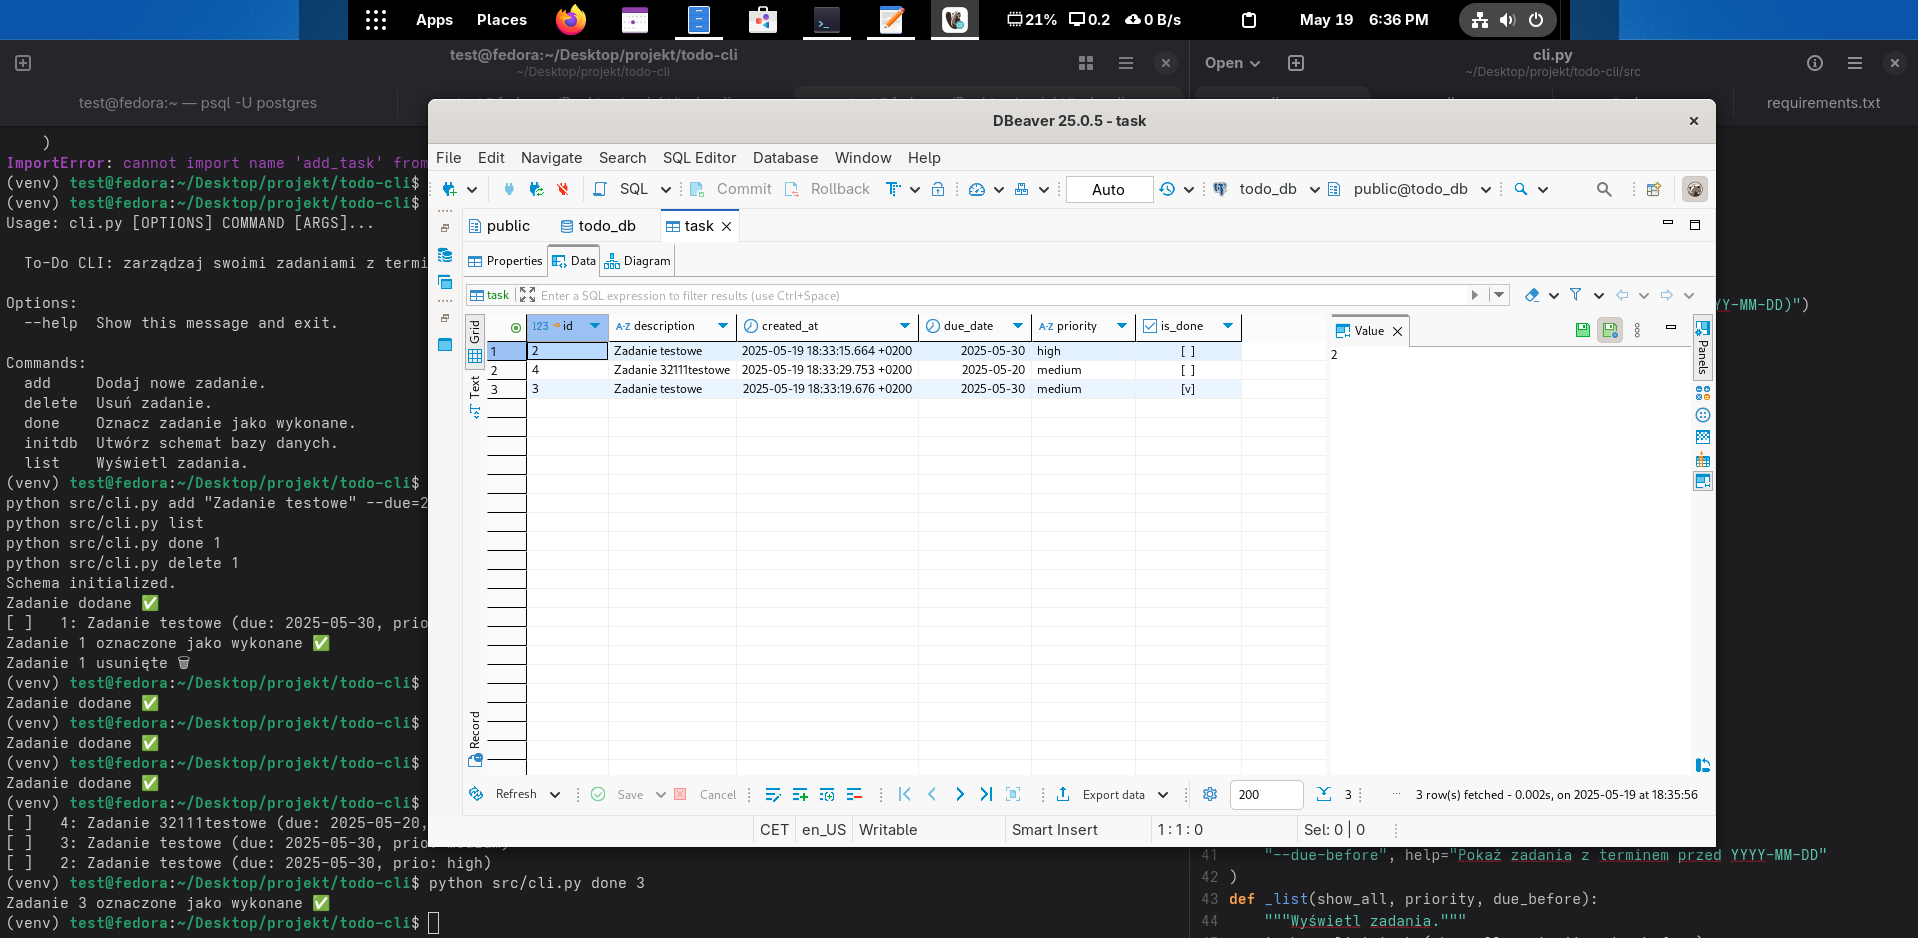 Apps Places 21% 0.2 0 B/s May 19 6:36 PM
test@fedora:~/Desktop/projekt/todo-cli
~/Desktop/projekt/todo-cli
Open
cli.py
~/Desktop/projekt/todo-cli/src
test@fedora:~ — psql -U postgres
requirements.txt
)
ImportError: cannot import name 'add_task' from
(venv) test@fedora:~/Desktop/projekt/todo-cli$
(venv) test@fedora:~/Desktop/projekt/todo-cli$
Usage: cli.py [OPTIONS] COMMAND [ARGS]...
To-Do CLI: zarządzaj swoimi zadaniami z termi
Options:
--help Show this message and exit.
Commands:
add Dodaj nowe zadanie.
delete Usuń zadanie.
done Oznacz zadanie jako wykonane.
initdb Utwórz schemat bazy danych.
list Wyświetl zadania.
(venv) test@fedora:~/Desktop/projekt/todo-cli$
python src/cli.py add "Zadanie testowe" --due=2
python src/cli.py list
python src/cli.py done 1
python src/cli.py delete 1
Schema initialized.
Zadanie dodane ✅
[ ] 1: Zadanie testowe (due: 2025-05-30, prio
Zadanie 1 oznaczone jako wykonane ✅
Zadanie 1 usunięte 🗑
(venv) test@fedora:~/Desktop/projekt/todo-cli$
Zadanie dodane ✅
(venv) test@fedora:~/Desktop/projekt/todo-cli$
Zadanie dodane ✅
(venv) test@fedora:~/Desktop/projekt/todo-cli$
Zadanie dodane ✅
(venv) test@fedora:~/Desktop/projekt/todo-cli$
[ ] 4: Zadanie 32111testowe (due: 2025-05-20,
[ ] 3: Zadanie testowe (due: 2025-05-30, prio:
[ ] 2: Zadanie testowe (due: 2025-05-30, prio: high)
(venv) test@fedora:~/Desktop/projekt/todo-cli$ python src/cli.py done 3
Zadanie 3 oznaczone jako wykonane ✅
(venv) test@fedora:~/Desktop/projekt/todo-cli$
DBeaver 25.0.5 - task
File Edit Navigate Search SQL Editor Database Window Help
SQL Commit Rollback Auto todo_db public@todo_db
public todo_db task
Properties Data Diagram
task Enter a SQL expression to filter results (use Ctrl+Space)
Grid
Text
Record
123 id A-Z description created_at due_date A-Z priority is_done
1 2 Zadanie testowe 2025-05-19 18:33:15.664 +0200 2025-05-30 high [ ]
2 4 Zadanie 32111testowe 2025-05-19 18:33:29.753 +0200 2025-05-20 medium [ ]
3 3 Zadanie testowe 2025-05-19 18:33:19.676 +0200 2025-05-30 medium [v]
Value
2
Panels
Refresh Save Cancel Export data 200 3 ... 3 row(s) fetched - 0.002s, on 2025-05-19 at 18:35:56
CET en_US Writable Smart Insert 1 : 1 : 0 Sel: 0 | 0
YY-MM-DD)")
41 "--due-before", help="Pokaż zadania z terminem przed YYYY-MM-DD"
42 )
43 def _list(show_all, priority, due_before):
44 """Wyświetl zadania."""